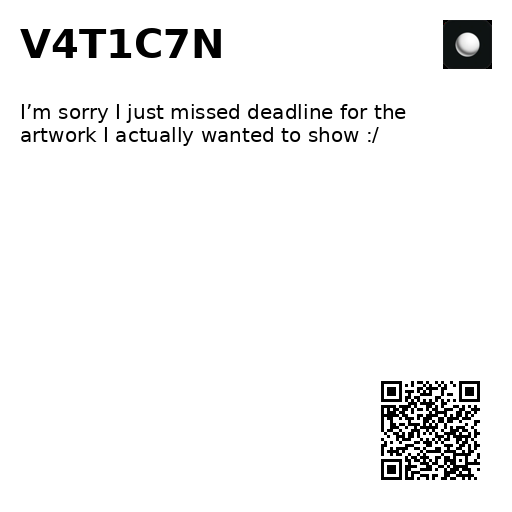 V4T1C7N
I’m sorry I just missed deadline for the
artwork I actually wanted to show :/